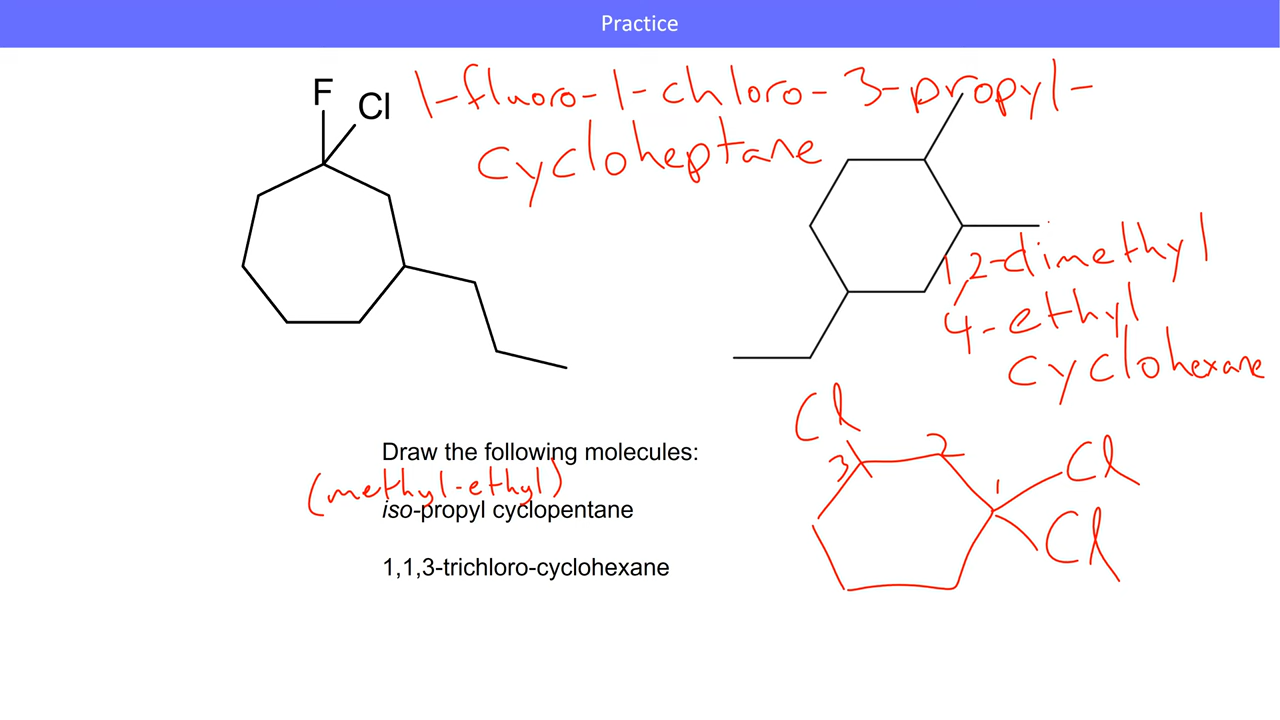 Practice
F
Cl
1-fluoro-1-chloro-3-propyl-
cycloheptane
1,2-dimethyl
4-ethyl
cyclohexane
Draw the following molecules:
(methyl-ethyl)
iso-propyl cyclopentane
1,1,3-trichloro-cyclohexane
Cl
3
2
1
Cl
Cl